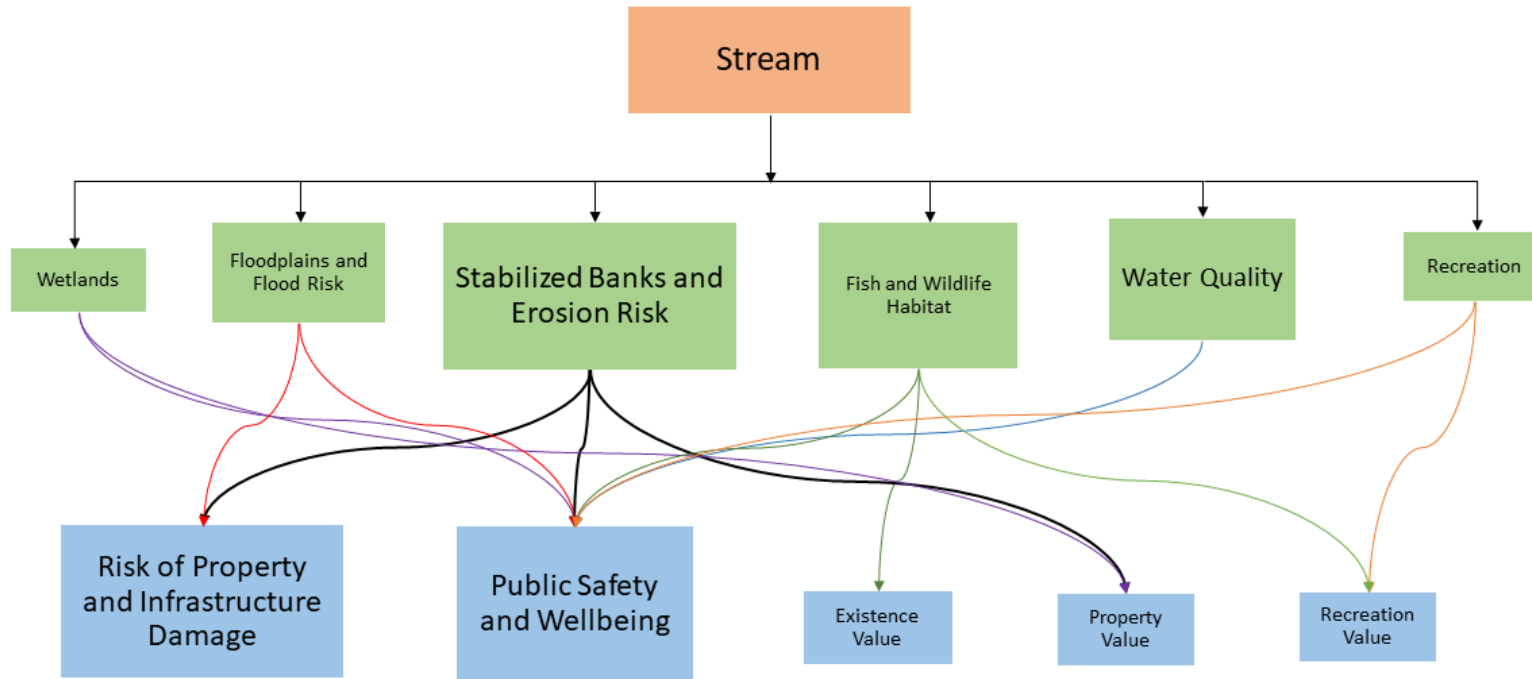 Stream
Wetlands
Floodplains and
Flood Risk
Stabilized Banks and
Erosion Risk
Fish and Wildlife
Habitat
Water Quality
Recreation
Risk of Property
and Infrastructure
Damage
Public Safety
and Wellbeing
Existence
Value
Property
Value
Recreation
Value